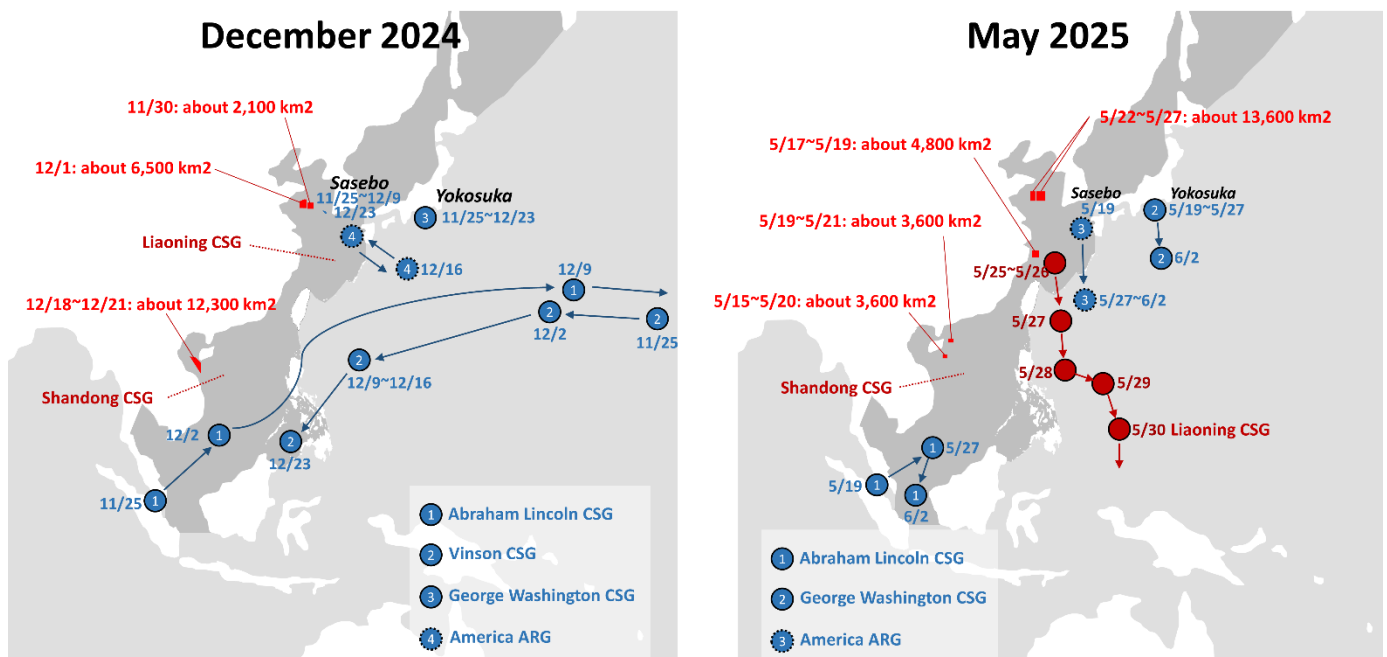 December 2024
11/30: about 2,100 km2
12/1: about 6,500 km2
Sasebo
11/25~12/9
12/23
Yokosuka
3
11/25~12/23
4
Liaoning CSG
4
12/16
12/9
1
2
12/2
2
11/25
12/18~12/21: about 12,300 km2
2
12/9~12/16
Shandong CSG
12/2
1
2
12/23
11/25
1
1 Abraham Lincoln CSG
2 Vinson CSG
3 George Washington CSG
4 America ARG
May 2025
5/22~5/27: about 13,600 km2
5/17~5/19: about 4,800 km2
Sasebo
5/19
3
Yokosuka
2
5/19~5/27
5/19~5/21: about 3,600 km2
2
6/2
5/25~5/26
5/15~5/20: about 3,600 km2
3
5/27~6/2
5/27
5/28
5/29
Shandong CSG
5/30 Liaoning CSG
1
5/27
5/19
1
1
6/2
1 Abraham Lincoln CSG
2 George Washington CSG
3 America ARG